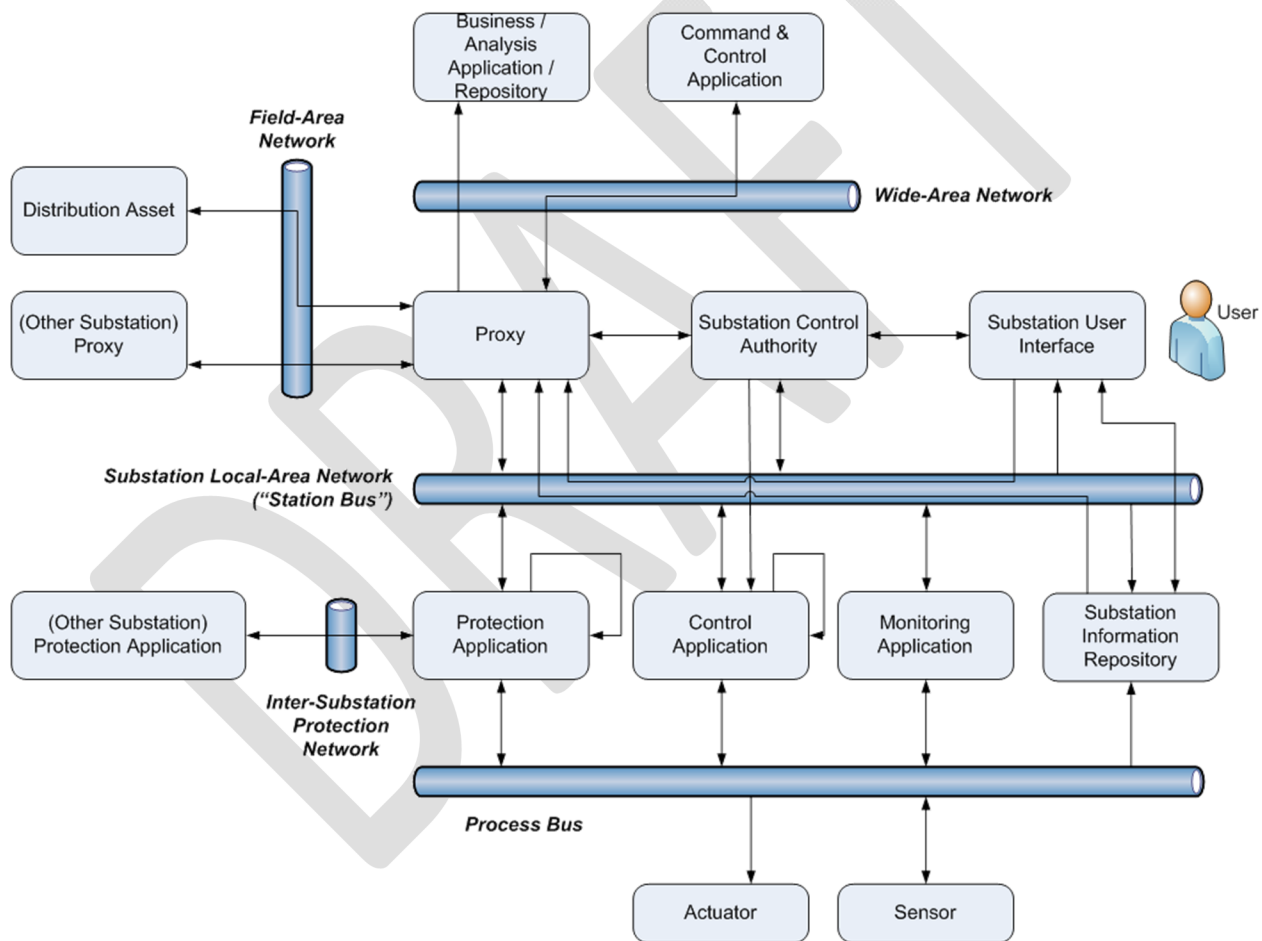 Business /
Analysis
Application /
Repository
Command &
Control
Application
Field-Area
Network
Distribution Asset
Wide-Area Network
(Other Substation)
Proxy
Proxy
Substation Control
Authority
Substation User
Interface
User
Substation Local-Area Network
(“Station Bus”)
(Other Substation)
Protection Application
Protection
Application
Control
Application
Monitoring
Application
Substation
Information
Repository
Inter-Substation
Protection
Network
Process Bus
Actuator
Sensor
DRAFT